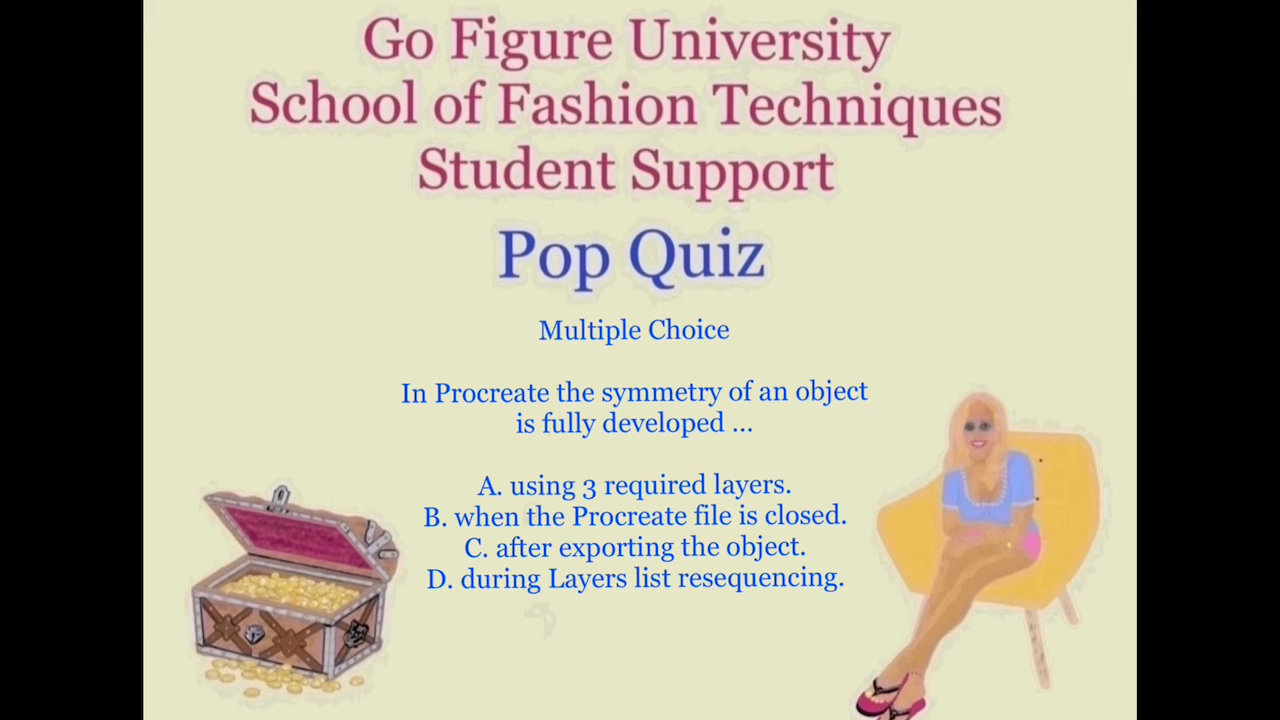 Go Figure University
School of Fashion Techniques
Student Support
Pop Quiz
Multiple Choice
In Procreate the symmetry of an object
is fully developed ...
A. using 3 required layers.
B. when the Procreate file is closed.
C. after exporting the object.
D. during Layers list resequencing.